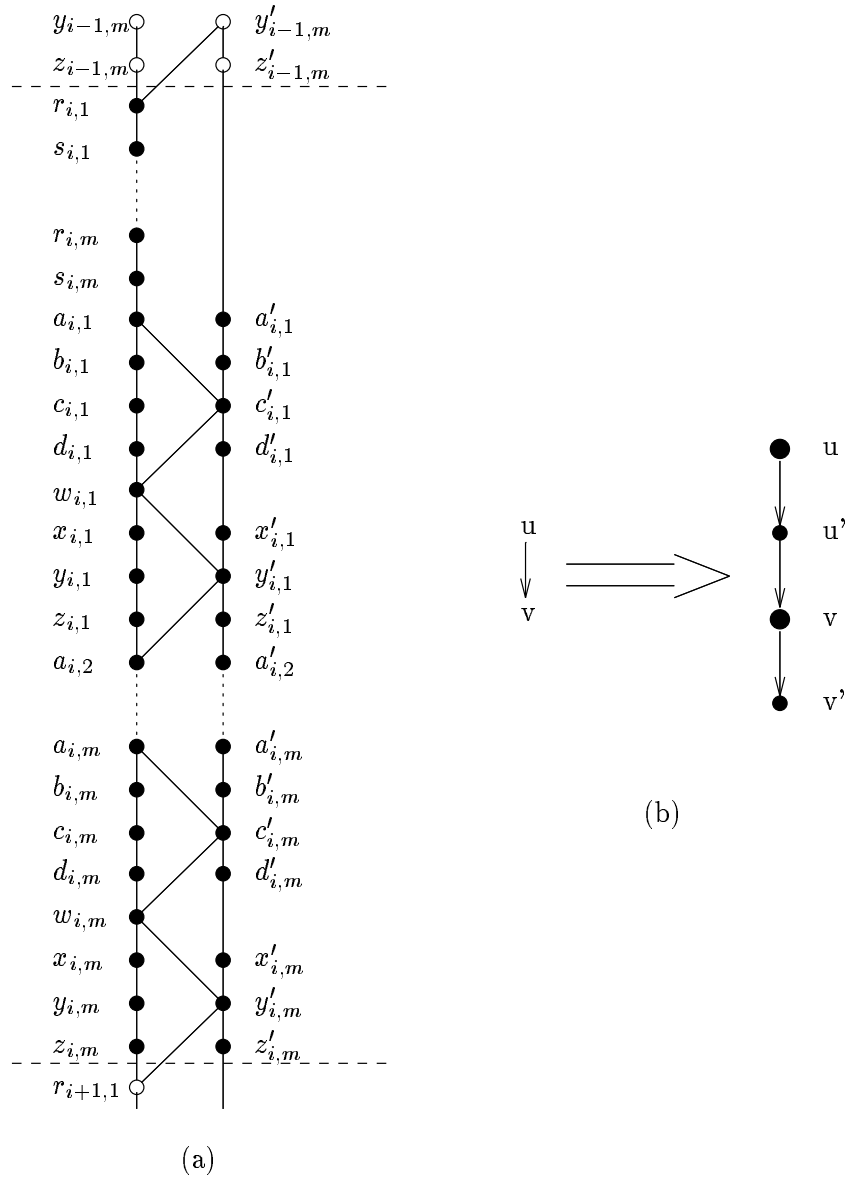 y_{i−1,m} y′_{i−1,m}
z_{i−1,m} z′_{i−1,m}
r_{i,1}
s_{i,1}
r_{i,m}
s_{i,m}
a_{i,1} a′_{i,1}
b_{i,1} b′_{i,1}
c_{i,1} c′_{i,1}
d_{i,1} d′_{i,1}
w_{i,1}
x_{i,1} x′_{i,1}
y_{i,1} y′_{i,1}
z_{i,1} z′_{i,1}
a_{i,2} a′_{i,2}
a_{i,m} a′_{i,m}
b_{i,m} b′_{i,m}
c_{i,m} c′_{i,m}
d_{i,m} d′_{i,m}
w_{i,m}
x_{i,m} x′_{i,m}
y_{i,m} y′_{i,m}
z_{i,m} z′_{i,m}
r_{i+1,1}
(a)
u
v
u
u'
v
v'
(b)